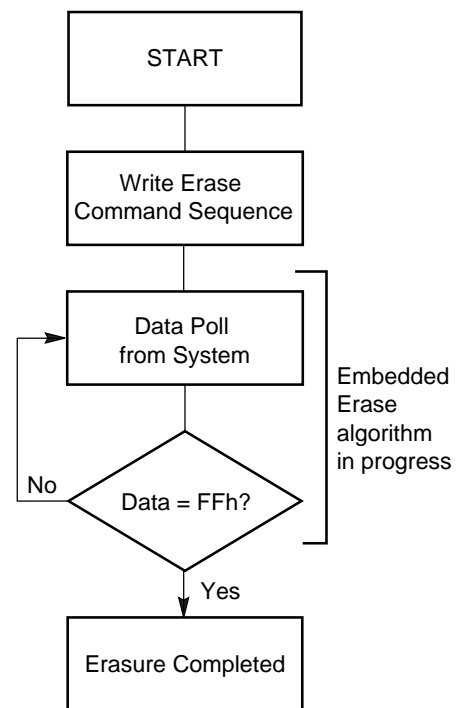 START
Write Erase
Command Sequence
Data Poll
from System
Embedded
Erase
algorithm
in progress
No
Data = FFh?
Yes
Erasure Completed